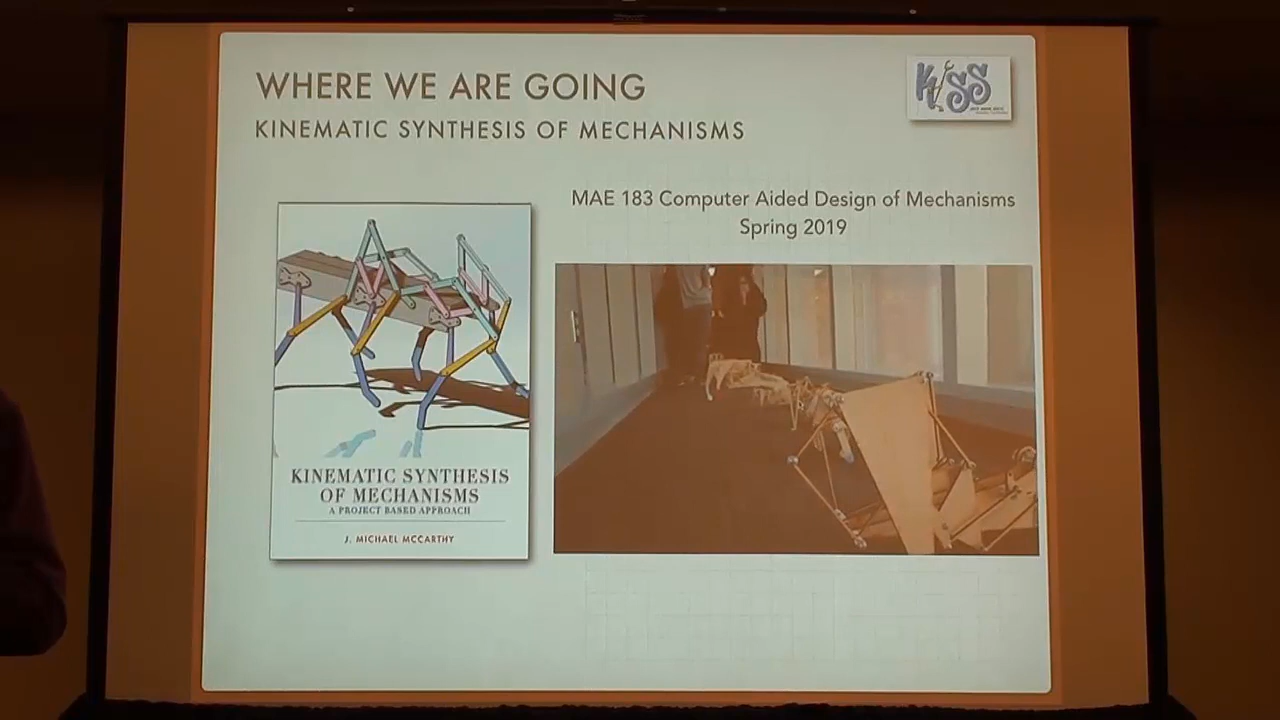 WHERE WE ARE GOING
KINEMATIC SYNTHESIS OF MECHANISMS
KISS
MAE 183 Computer Aided Design of Mechanisms
Spring 2019
KINEMATIC SYNTHESIS
OF MECHANISMS
A PROJECT BASED APPROACH
J. MICHAEL MCCARTHY